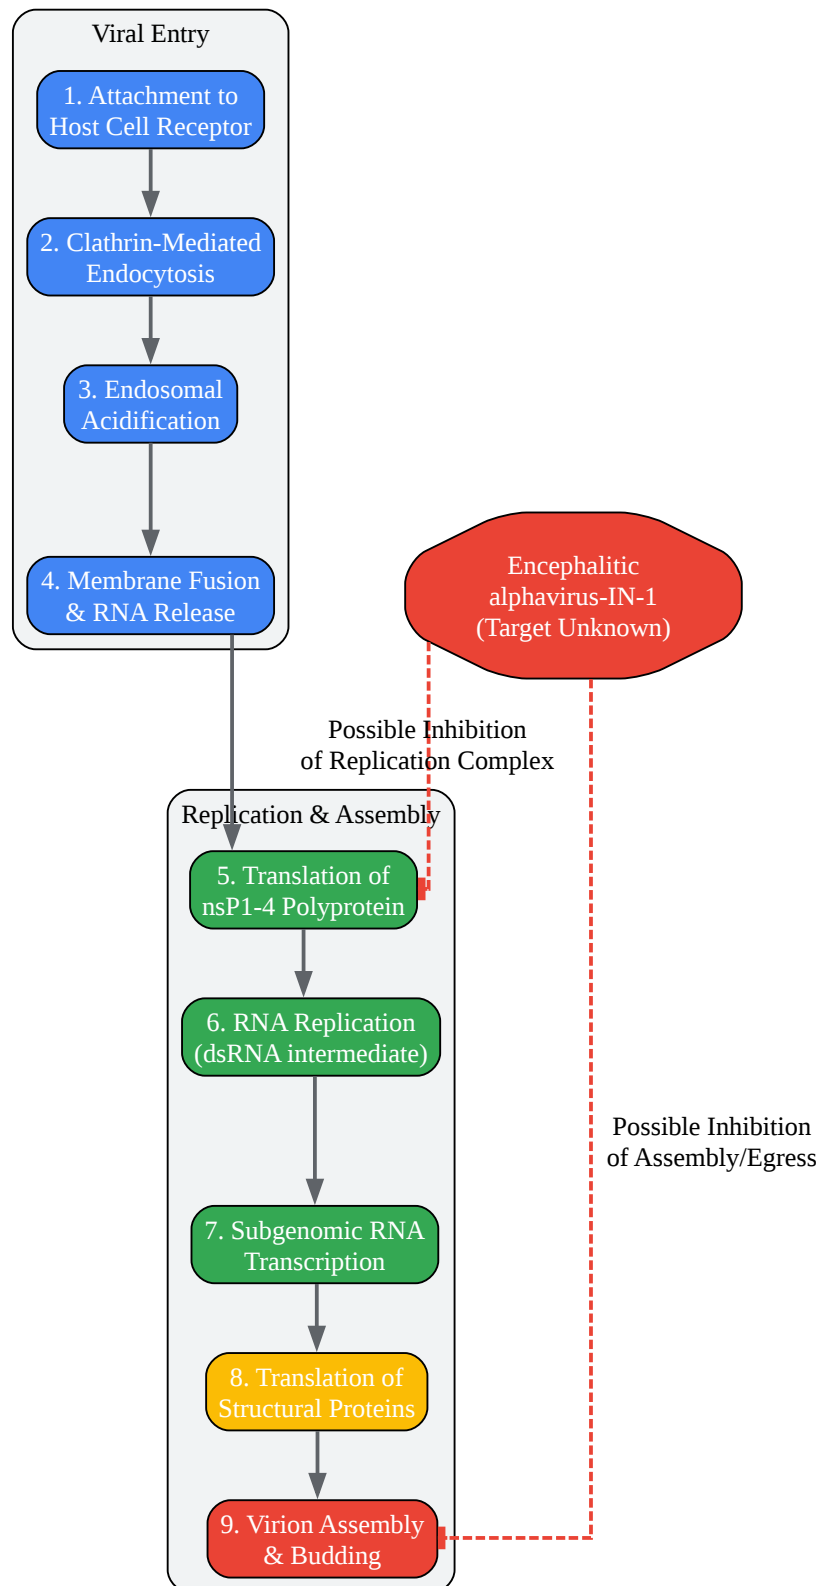 Viral Entry
1. Attachment to
Host Cell Receptor
2. Clathrin-Mediated
Endocytosis
3. Endosomal
Acidification
4. Membrane Fusion
& RNA Release
Encephalitic
alphavirus-IN-1
(Target Unknown)
Possible Inhibition
of Replication Complex
Replication & Assembly
5. Translation of
nsP1-4 Polyprotein
6. RNA Replication
(dsRNA intermediate)
Possible Inhibition
of Assembly/Egress
7. Subgenomic RNA
Transcription
8. Translation of
Structural Proteins
9. Virion Assembly
& Budding